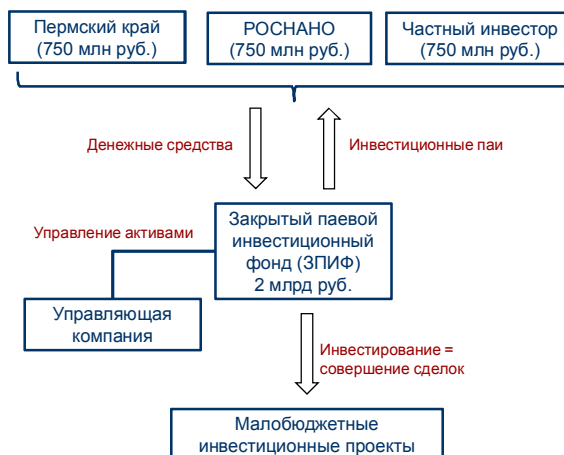 Пермский край
(750 млн руб.)
РОСНАНО
(750 млн руб.)
Частный инвестор
(750 млн руб.)
Денежные средства
Инвестиционные паи
Управление активами
Закрытый паевой
инвестиционный
фонд (ЗПИФ)
2 млрд руб.
Управляющая
компания
Инвестирование =
совершение сделок
Малобюджетные
инвестиционные проекты